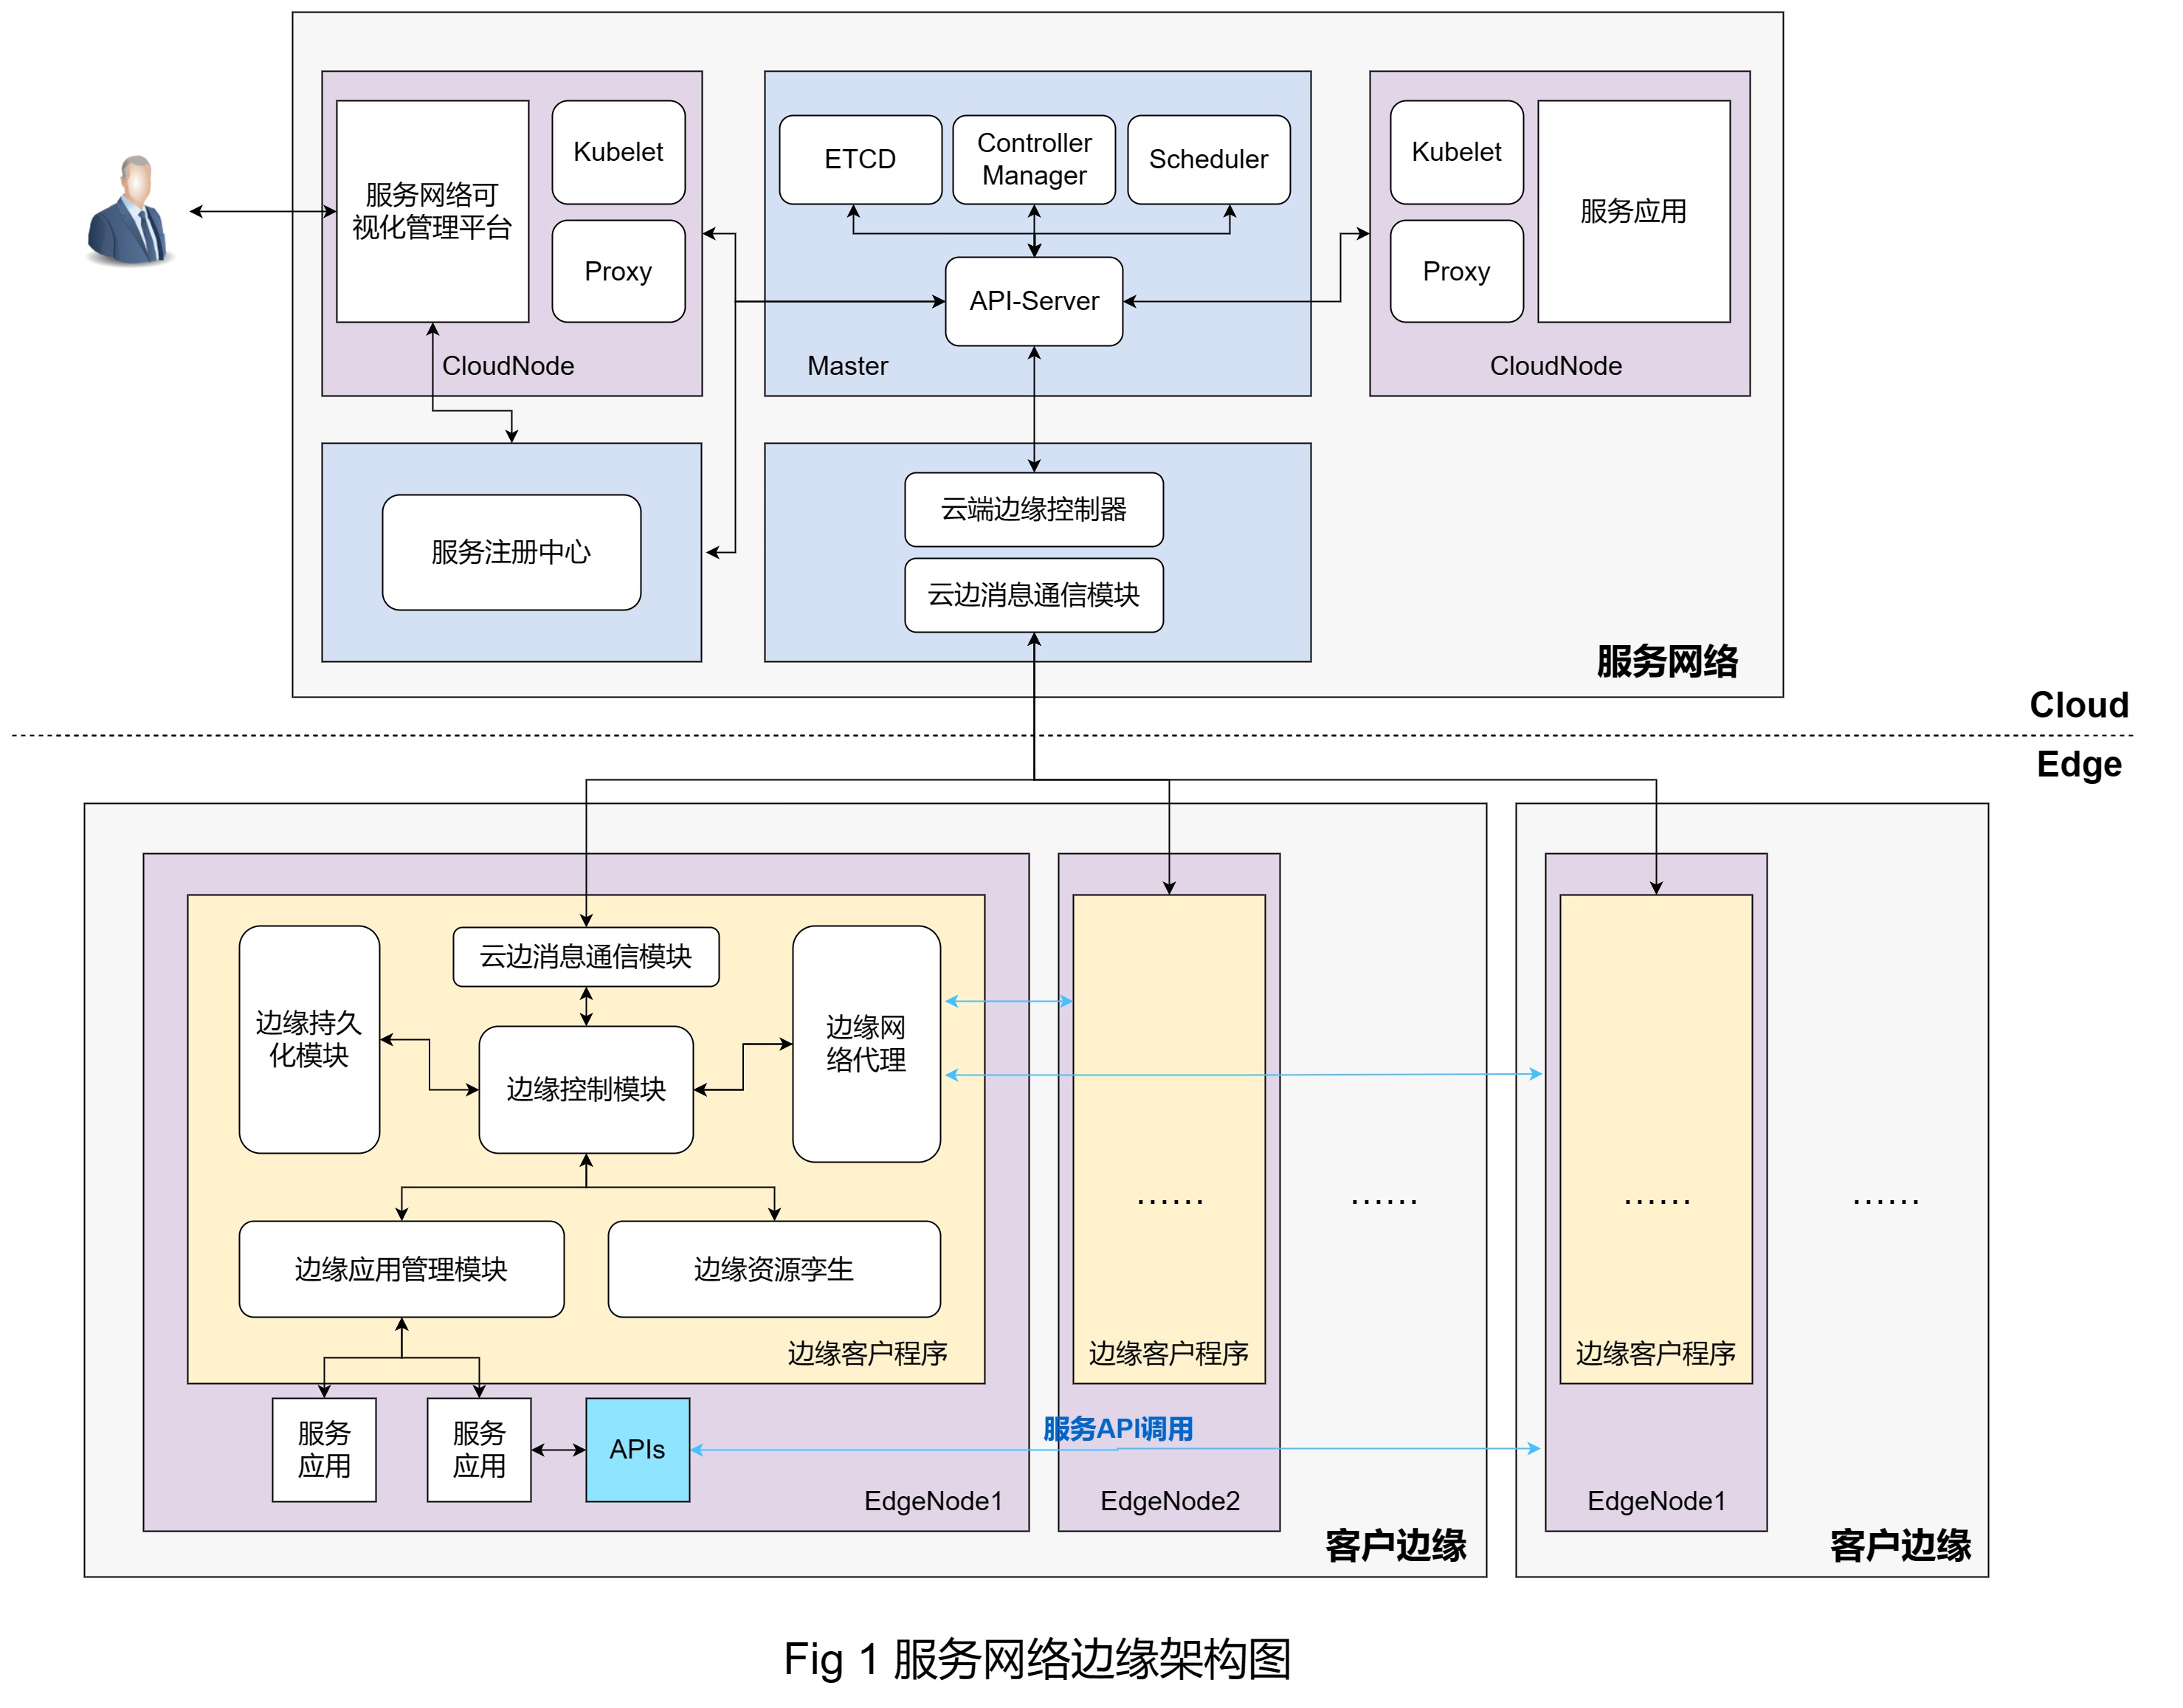 服务网络可
视化管理平台
Kubelet
Proxy
CloudNode
ETCD
Controller
Manager
Scheduler
API-Server
Master
Kubelet
Proxy
服务应用
CloudNode
服务注册中心
云端边缘控制器
云边消息通信模块
服务网络
Cloud
Edge
边缘持久
化模块
云边消息通信模块
边缘控制模块
边缘网
络代理
边缘应用管理模块
边缘资源孪生
边缘客户程序
服务
应用
服务
应用
APIs
EdgeNode1
......
边缘客户程序
服务API调用
EdgeNode2
......
客户边缘
......
边缘客户程序
EdgeNode1
......
客户边缘
Fig 1 服务网络边缘架构图